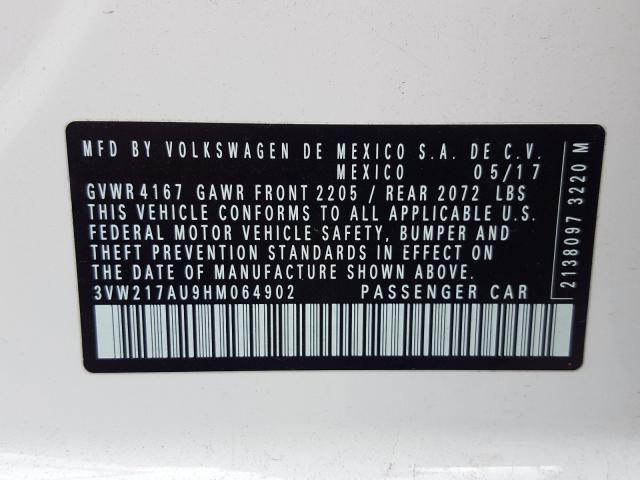 MFD BY VOLKSWAGEN DE MEXICO S.A. DE C.V.
MEXICO 05/17
GVWR 4167 GAWR FRONT 2205 / REAR 2072 LBS
THIS VEHICLE CONFORMS TO ALL APPLICABLE U.S.
FEDERAL MOTOR VEHICLE SAFETY, BUMPER AND
THEFT PREVENTION STANDARDS IN EFFECT ON
THE DATE OF MANUFACTURE SHOWN ABOVE.
3VW217AU9HM064902 PASSENGER CAR
2138097 3220 M